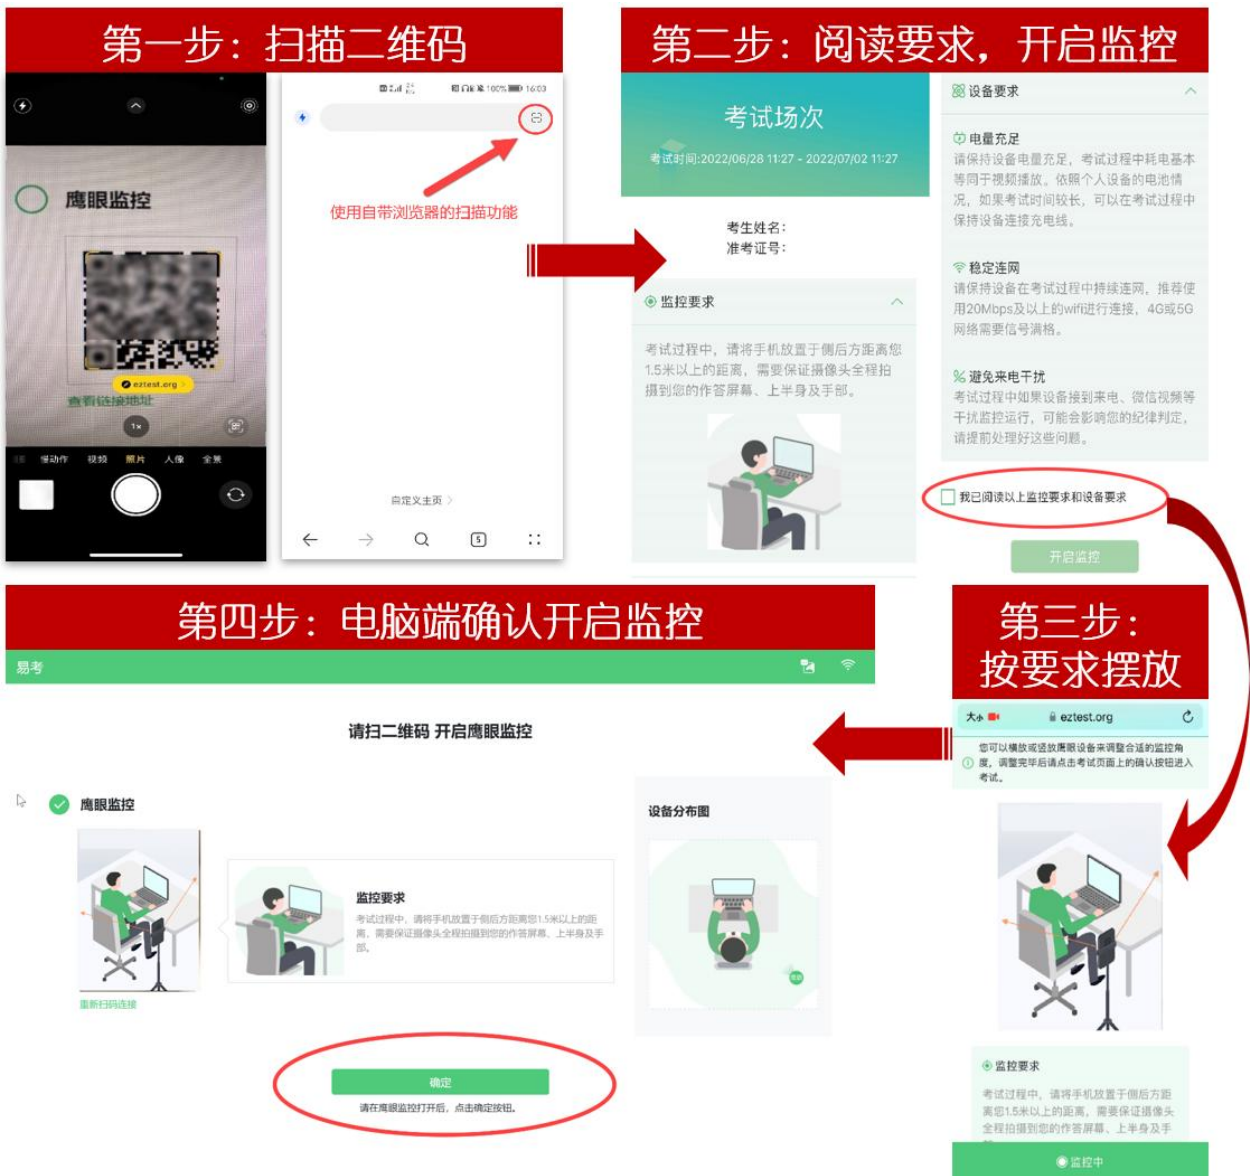 第一步：扫描二维码
鹰眼监控
eztest.org
查看链接地址
1×
慢动作 视频 照片 人像 全景
100% 16:03
使用自带浏览器的扫描功能
自定义主页
5
第二步：阅读要求，开启监控
考试场次
考试时间:2022/06/28 11:27 - 2022/07/02 11:27
考生姓名：
准考证号：
监控要求
考试过程中，请将手机放置于侧后方距离您
1.5米以上的距离，需要保证摄像头全程拍
摄到您的作答屏幕、上半身及手部。
设备要求
电量充足
请保持设备电量充足，考试过程中耗电基本
等同于视频播放。依照个人设备的电池情
况，如果考试时间较长，可以在考试过程中
保持设备连接充电线。
稳定连网
请保持设备在考试过程中持续连网，推荐使
用20Mbps及以上的wifi进行连接，4G或5G
网络需要信号满格。
避免来电干扰
考试过程中如果设备接到来电、微信视频等
干扰监控运行，可能会影响您的纪律判定，
请提前处理好这些问题。
我已阅读以上监控要求和设备要求
开启监控
第三步：
按要求摆放
大小 eztest.org
您可以横放或竖放鹰眼设备来调整合适的监控角
度，调整完毕后请点击考试页面上的确认按钮进入
考试。
监控要求
考试过程中，请将手机放置于侧后方距
离您1.5米以上的距离，需要保证摄像头
全程拍摄到您的作答屏幕、上半身及手
监控中
第四步：电脑端确认开启监控
易考
请扫二维码 开启鹰眼监控
鹰眼监控
重新扫码连接
监控要求
考试过程中，请将手机放置于侧后方距离您1.5米以上的距
离，需要保证摄像头全程拍摄到您的作答屏幕、上半身及手
部。
设备分布图
确定
请在鹰眼监控打开后，点击确定按钮。